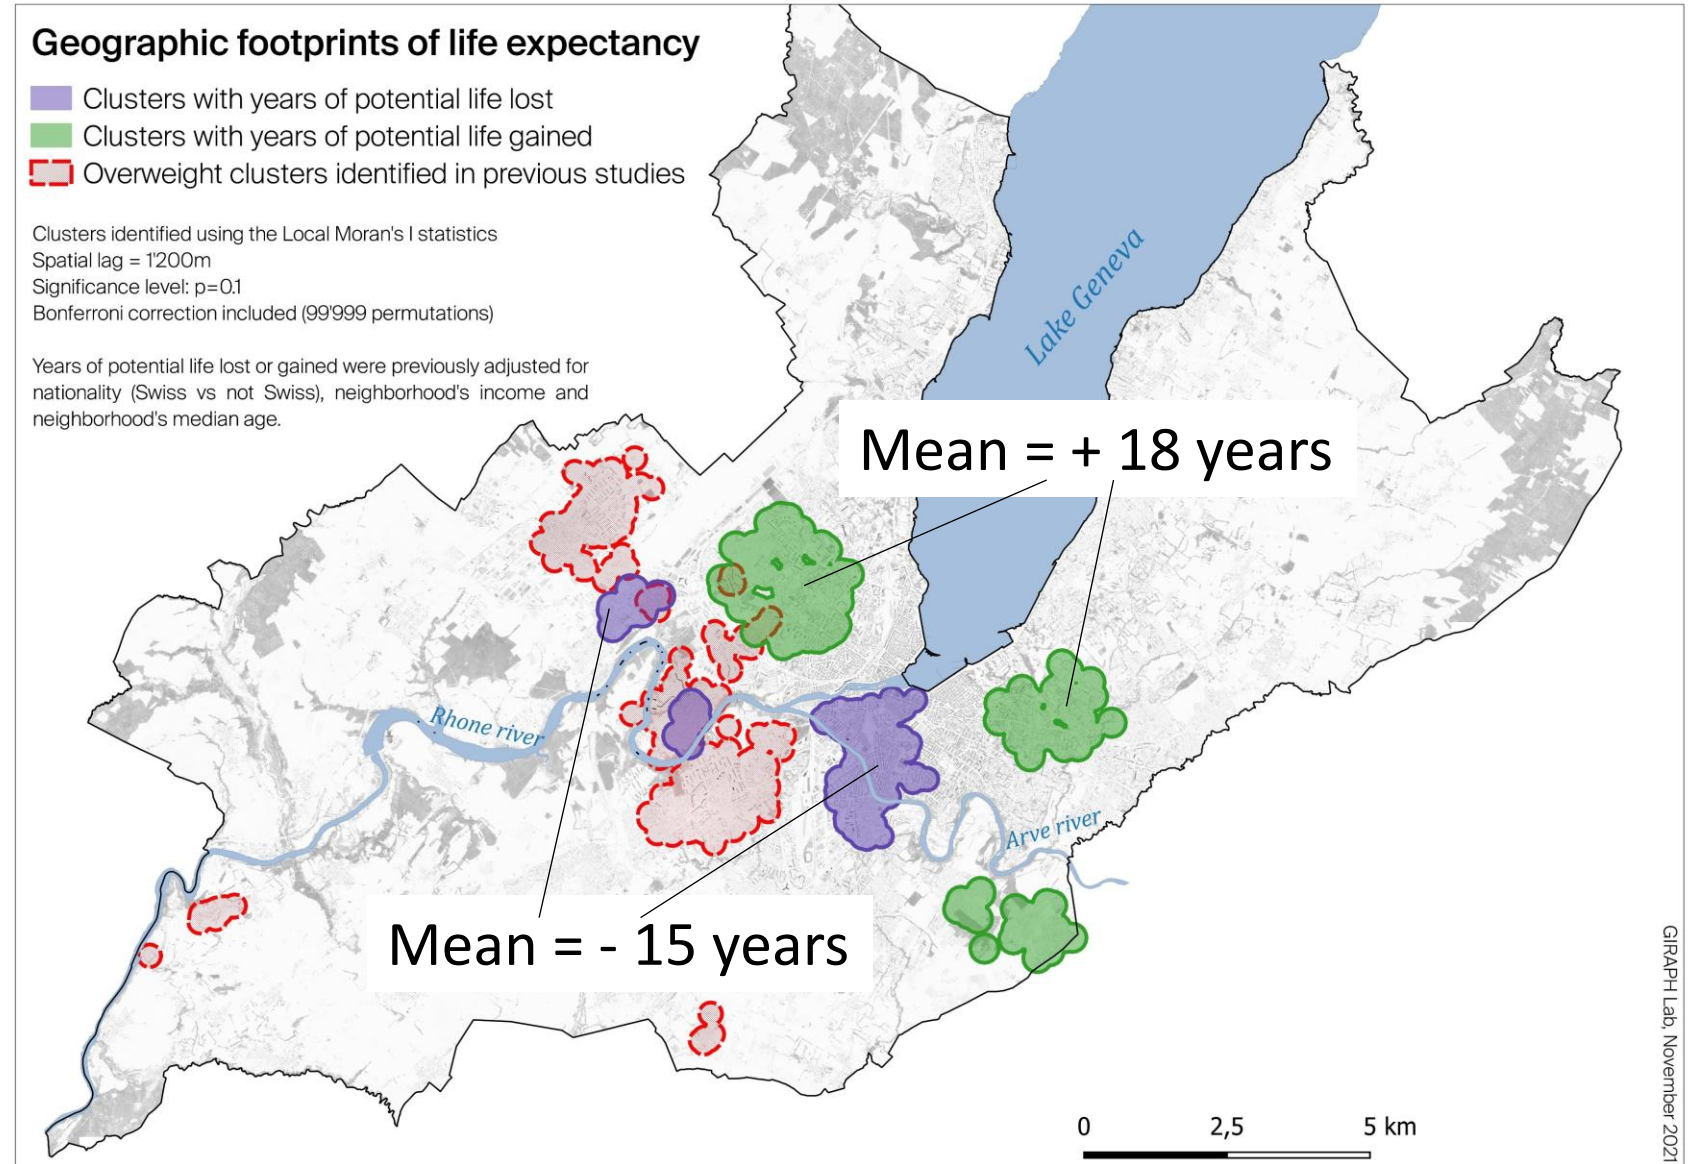 Geographic footprints of life expectancy
Clusters with years of potential life lost
Clusters with years of potential life gained
Overweight clusters identified in previous studies
Clusters identified using the Local Moran's I statistics
Spatial lag = 1'200m
Significance level: p=0.1
Bonferroni correction included (99'999 permutations)
Years of potential life lost or gained were previously adjusted for
nationality (Swiss vs not Swiss), neighborhood's income and
neighborhood's median age.
Lake Geneva
Mean = + 18 years
Rhone river
Arve river
Mean = - 15 years
0 2,5 5 km
GIRAPH Lab, November 2021